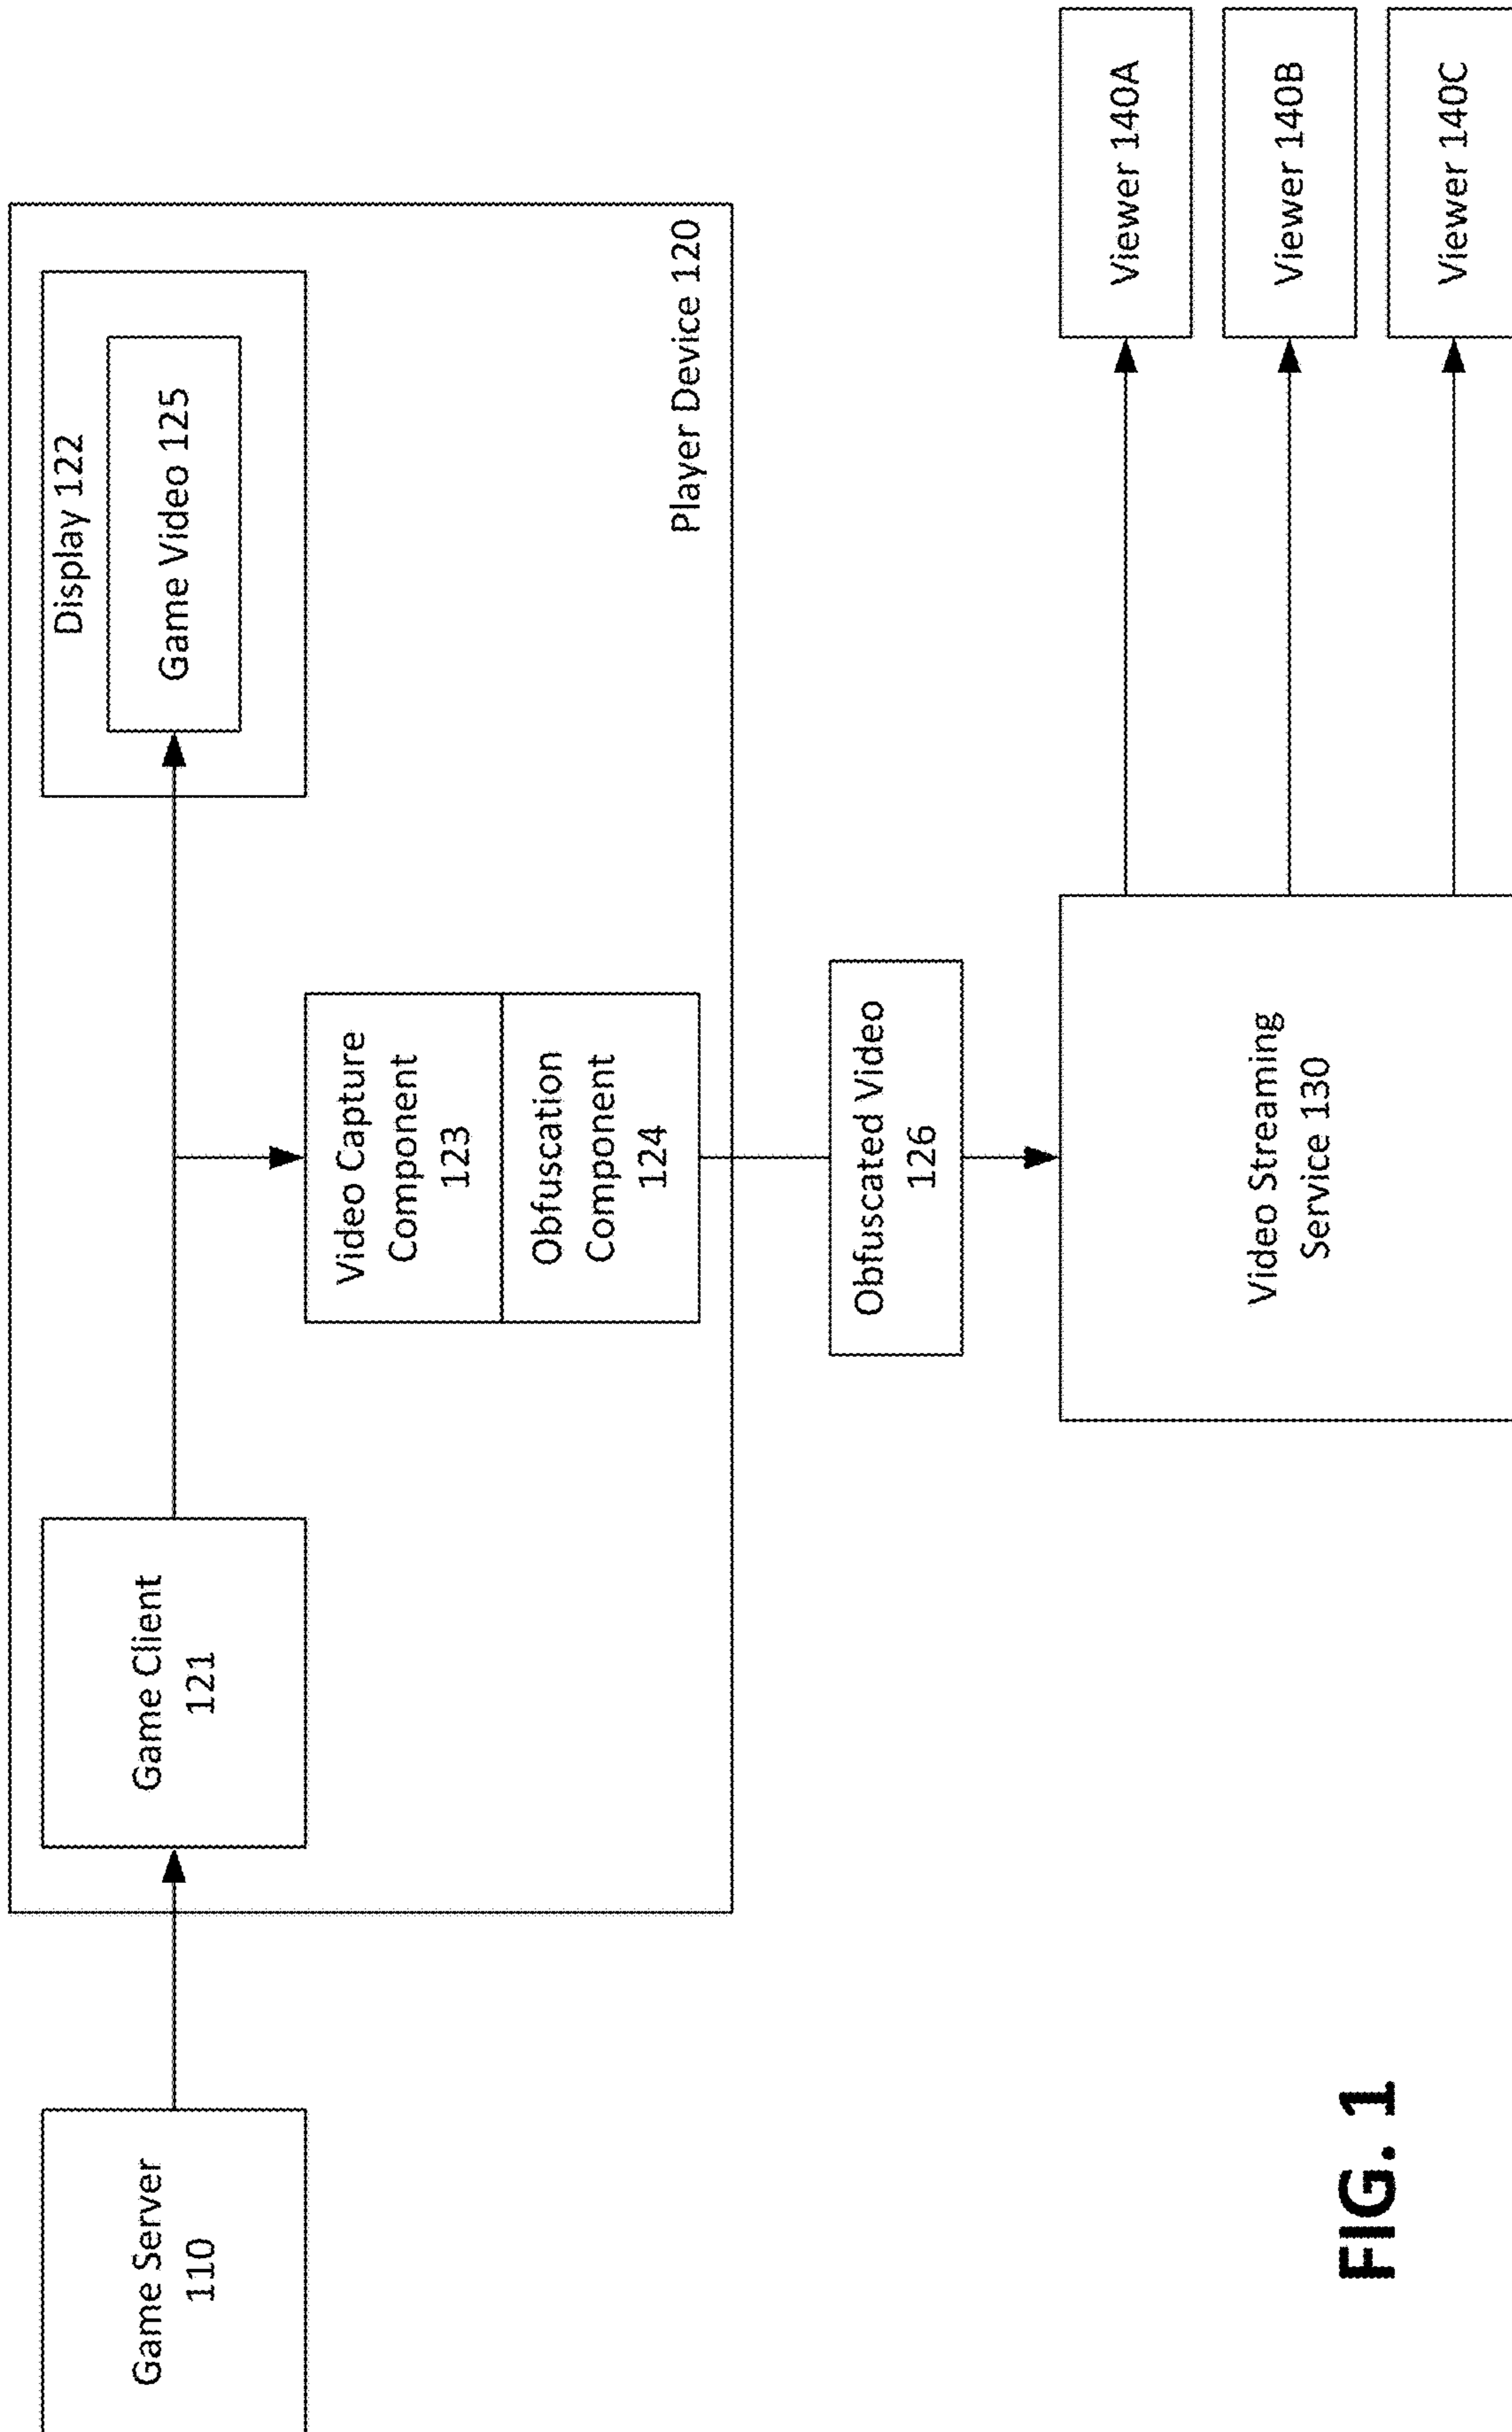 Game Server
110
Game Client
121
Display 122
Game Video 125
Video Capture
Component
123
Obfuscation
Component
124
Player Device 120
Obfuscated Video
126
Video Streaming
Service 130
Viewer 140A
Viewer 140B
Viewer 140C
FIG. 1